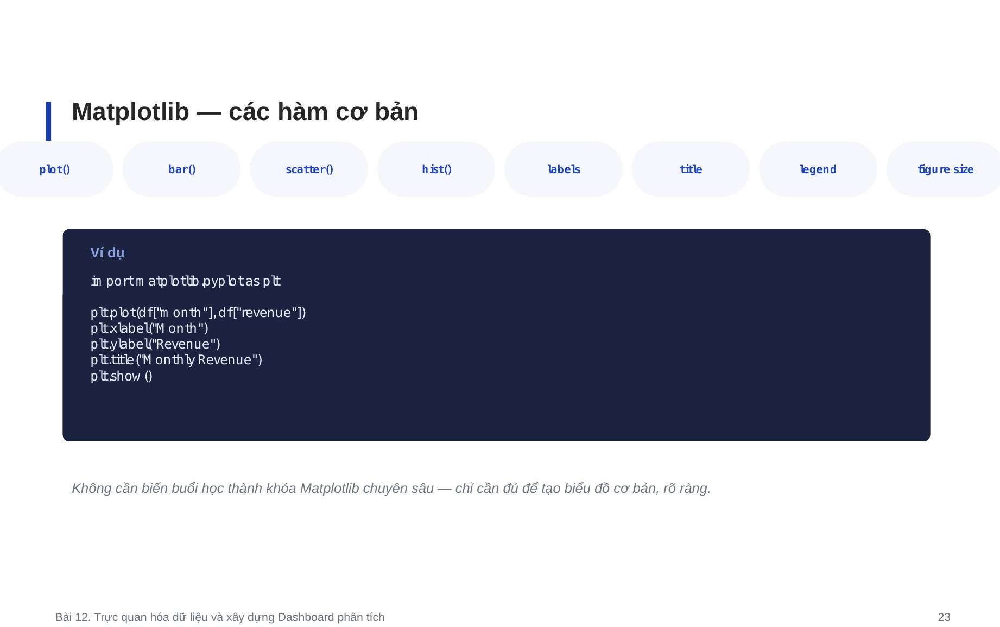 Matplotlib — các hàm cơ bản
plot() bar() scatter() hist() labels title legend figure size
Ví dụ
import matplotlib.pyplot as plt
plt.plot(df["month"], df["revenue"])
plt.xlabel("Month")
plt.ylabel("Revenue")
plt.title("Monthly Revenue")
plt.show()
Không cần biến buổi học thành khóa Matplotlib chuyên sâu — chỉ cần đủ để tạo biểu đồ cơ bản, rõ ràng.
Bài 12. Trực quan hóa dữ liệu và xây dựng Dashboard phân tích 23